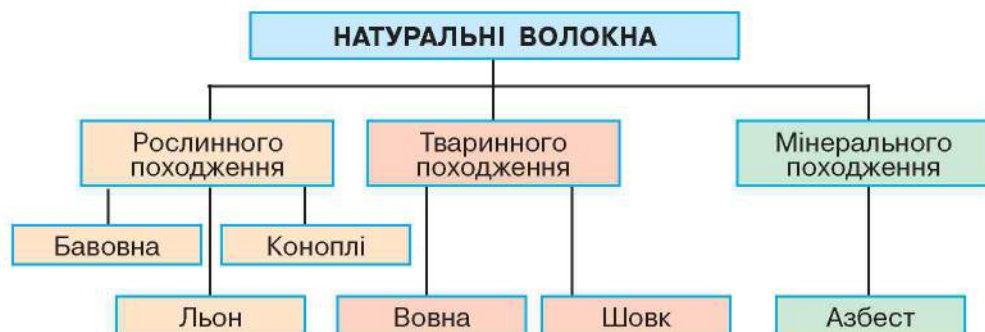 НАТУРАЛЬНІ ВОЛОКНА
Рослинного
походження
Тваринного
походження
Мінерального
походження
Бавовна
Коноплі
Льон
Вовна
Шовк
Азбест